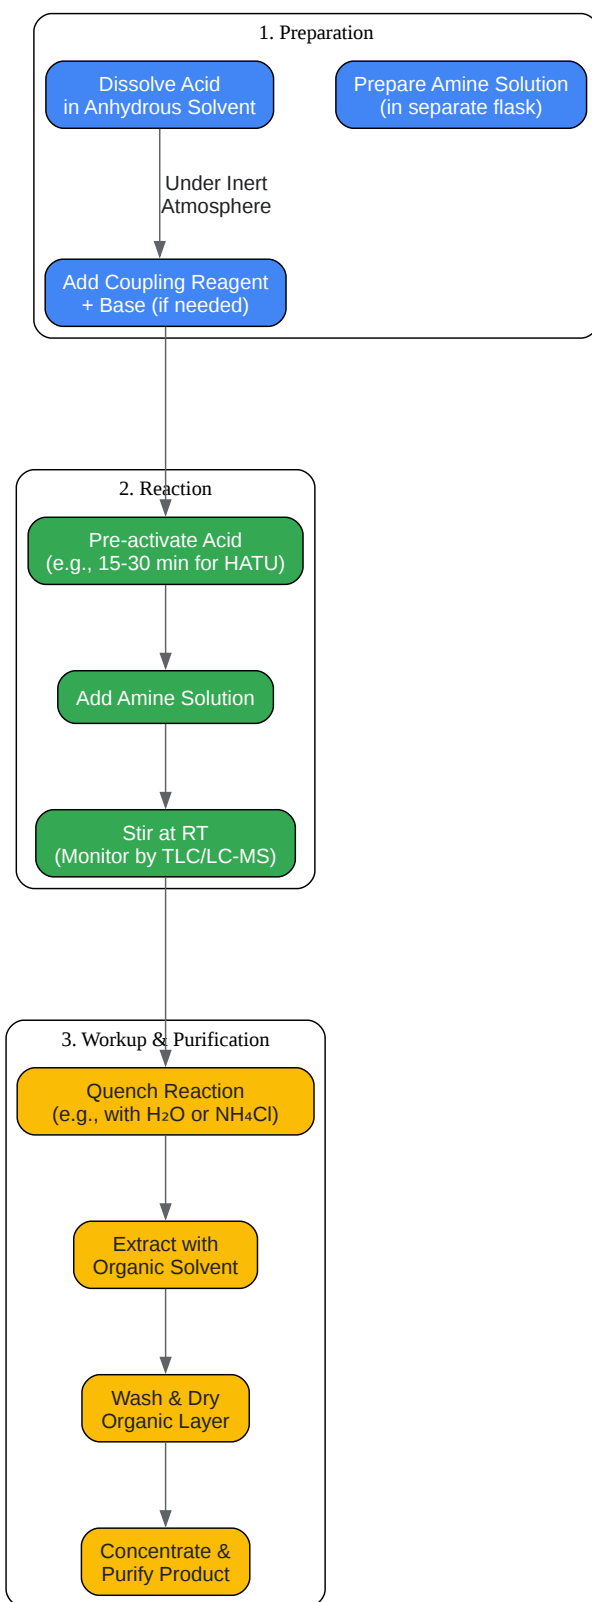 1. Preparation
Dissolve Acid
in Anhydrous Solvent
Prepare Amine Solution
(in separate flask)
Under Inert
Atmosphere
Add Coupling Reagent
+ Base (if needed)
2. Reaction
Pre-activate Acid
(e.g., 15-30 min for HATU)
Add Amine Solution
Stir at RT
(Monitor by TLC/LC-MS)
3. Workup & Purification
Quench Reaction
(e.g., with H₂O or NH₄Cl)
Extract with
Organic Solvent
Wash & Dry
Organic Layer
Concentrate &
Purify Product